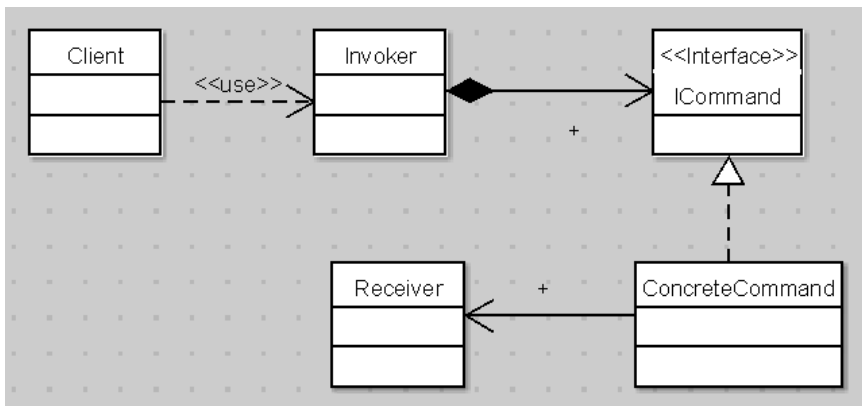 Client
<<use>>
Invoker
+
<<Interface>>
ICommand
Receiver
+
ConcreteCommand